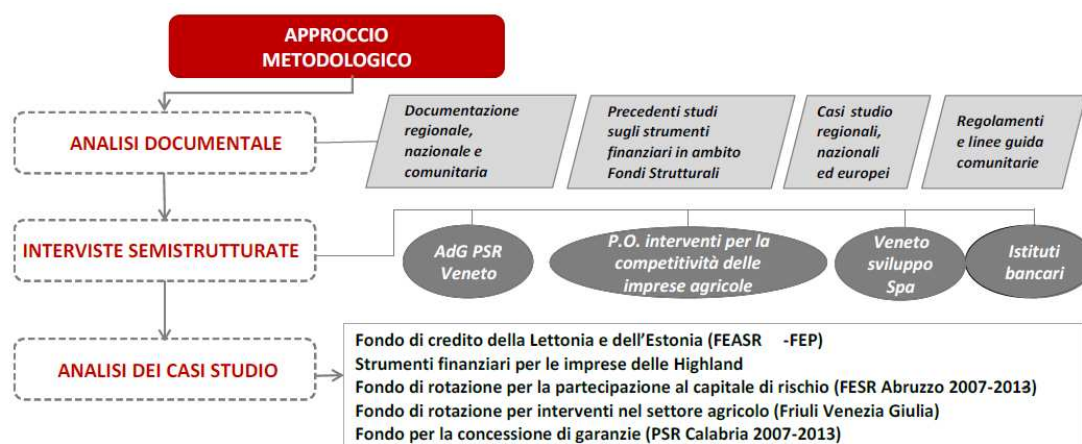 APPROCCIO
METODOLOGICO
ANALISI DOCUMENTALE
Documentazione
regionale,
nazionale e
comunitaria
Precedenti studi
sugli strumenti
finanziari in ambito
Fondi Strutturali
Casi studio
regionali,
nazionali
ed europei
Regolamenti
e linee guida
comunitarie
INTERVISTE SEMISTRUTTURATE
AdG PSR
Veneto
P.O. interventi per la
competitività delle
imprese agricole
Veneto
sviluppo
Spa
Istituti
bancari
ANALISI DEI CASI STUDIO
Fondo di credito della Lettonia e dell'Estonia (FEASR -FEP)
Strumenti finanziari per le imprese delle Highland
Fondo di rotazione per la partecipazione al capitale di rischio (FESR Abruzzo 2007-2013)
Fondo di rotazione per interventi nel settore agricolo (Friuli Venezia Giulia)
Fondo per la concessione di garanzie (PSR Calabria 2007-2013)